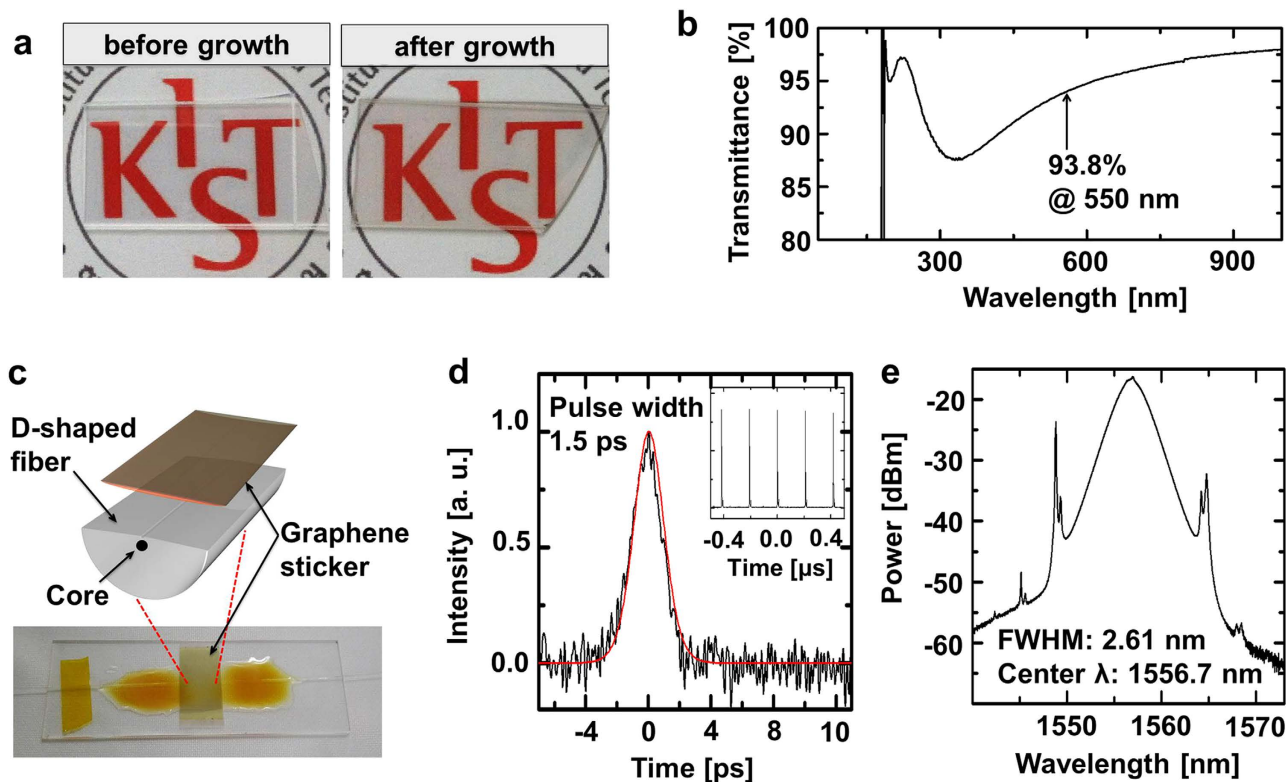 a
before growth
after growth
KIST
KIST
b
Transmittance [%]
100
95
90
85
80
93.8%
@ 550 nm
300
600
900
Wavelength [nm]
c
D-shaped
fiber
Graphene
sticker
Core
d
Pulse width
1.5 ps
Intensity [a. u.]
1.0
0.5
0.0
-0.4
0.0
0.4
Time [µs]
-4
0
4
8
Time [ps]
e
Power [dBm]
-20
-30
-40
-50
-60
FWHM: 2.61 nm
Center λ: 1556.7 nm
1550
1560
1570
Wavelength [nm]